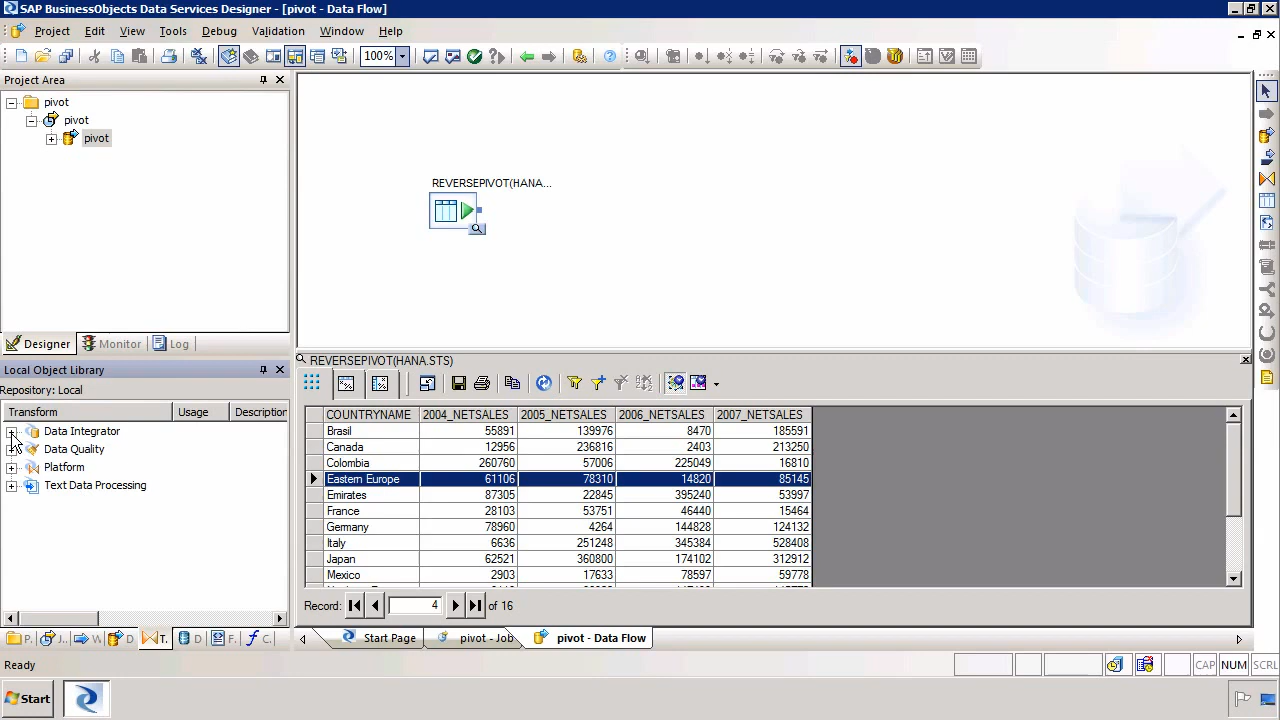 SAP BusinessObjects Data Services Designer - [pivot - Data Flow]
Project Edit View Tools Debug Validation Window Help
100%
Project Area
pivot
pivot
pivot
REVERSEPIVOT(HANA...
Designer Monitor Log
Local Object Library
Repository: Local
Transform Usage Description
Data Integrator
Data Quality
Platform
Text Data Processing
P. J.. W D T. D F. C.
REVERSEPIVOT(HANA.STS)
COUNTRYNAME 2004_NETSALES 2005_NETSALES 2006_NETSALES 2007_NETSALES
Brasil 55891 139976 8470 185591
Canada 12956 236816 2403 213250
Colombia 260760 57006 225049 16810
Eastern Europe 61106 78310 14820 85145
Emirates 87305 22845 395240 53997
France 28103 53751 46440 15464
Germany 78960 4264 144828 124132
Italy 6636 251248 345384 528408
Japan 62521 360800 174102 312912
Mexico 2903 17633 78597 59778
Record: 4 of 16
Start Page pivot - Job pivot - Data Flow
Ready CAP NUM SCRL
Start